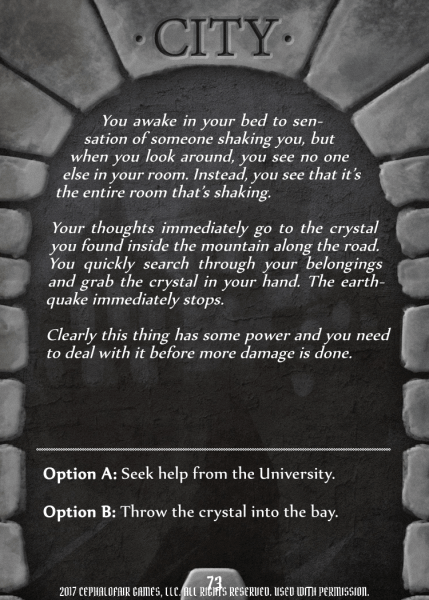 · CITY ·
You awake in your bed to sen-
sation of someone shaking you, but
when you look around, you see no one
else in your room. Instead, you see that it's
the entire room that's shaking.
Your thoughts immediately go to the crystal
you found inside the mountain along the road.
You quickly search through your belongings
and grab the crystal in your hand. The earth-
quake immediately stops.
Clearly this thing has some power and you need
to deal with it before more damage is done.
Option A: Seek help from the University.
Option B: Throw the crystal into the bay.
73
2017 CEPHALOFAIR GAMES, LLC. ALL RIGHTS RESERVED. USED WITH PERMISSION.